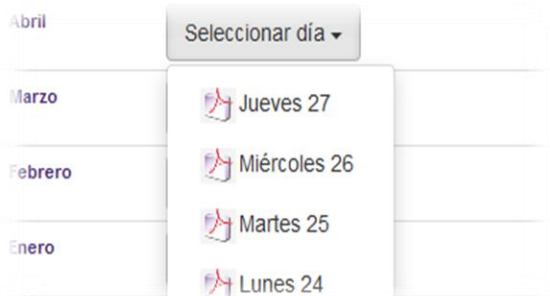 Abril
Seleccionar día
Marzo
Jueves 27
Miércoles 26
Febrero
Martes 25
Enero
Lunes 24